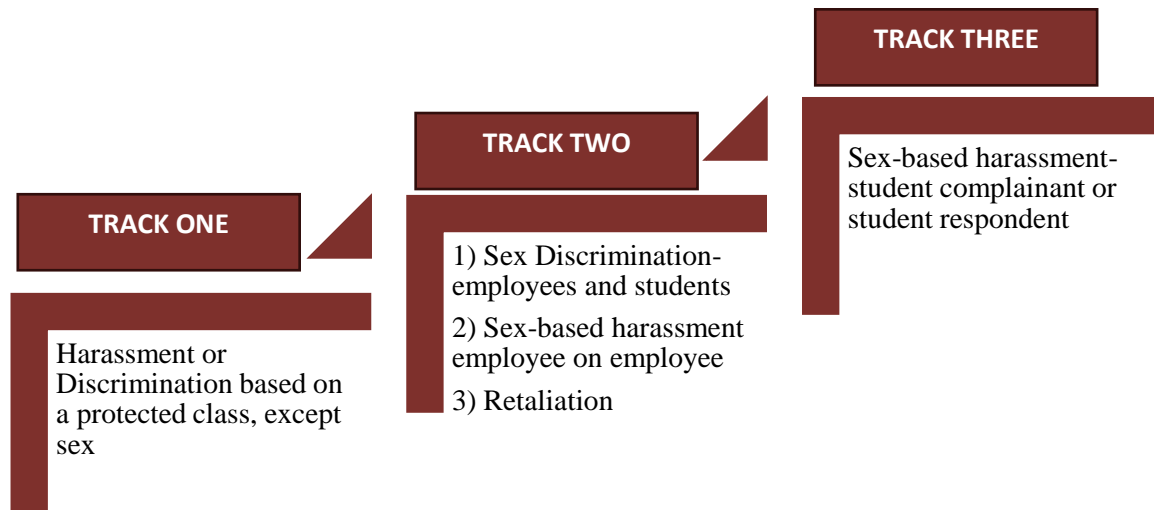 TRACK ONE
Harassment or
Discrimination based on
a protected class, except
sex
TRACK TWO
1) Sex Discrimination-
employees and students
2) Sex-based harassment
employee on employee
3) Retaliation
TRACK THREE
Sex-based harassment-
student complainant or
student respondent